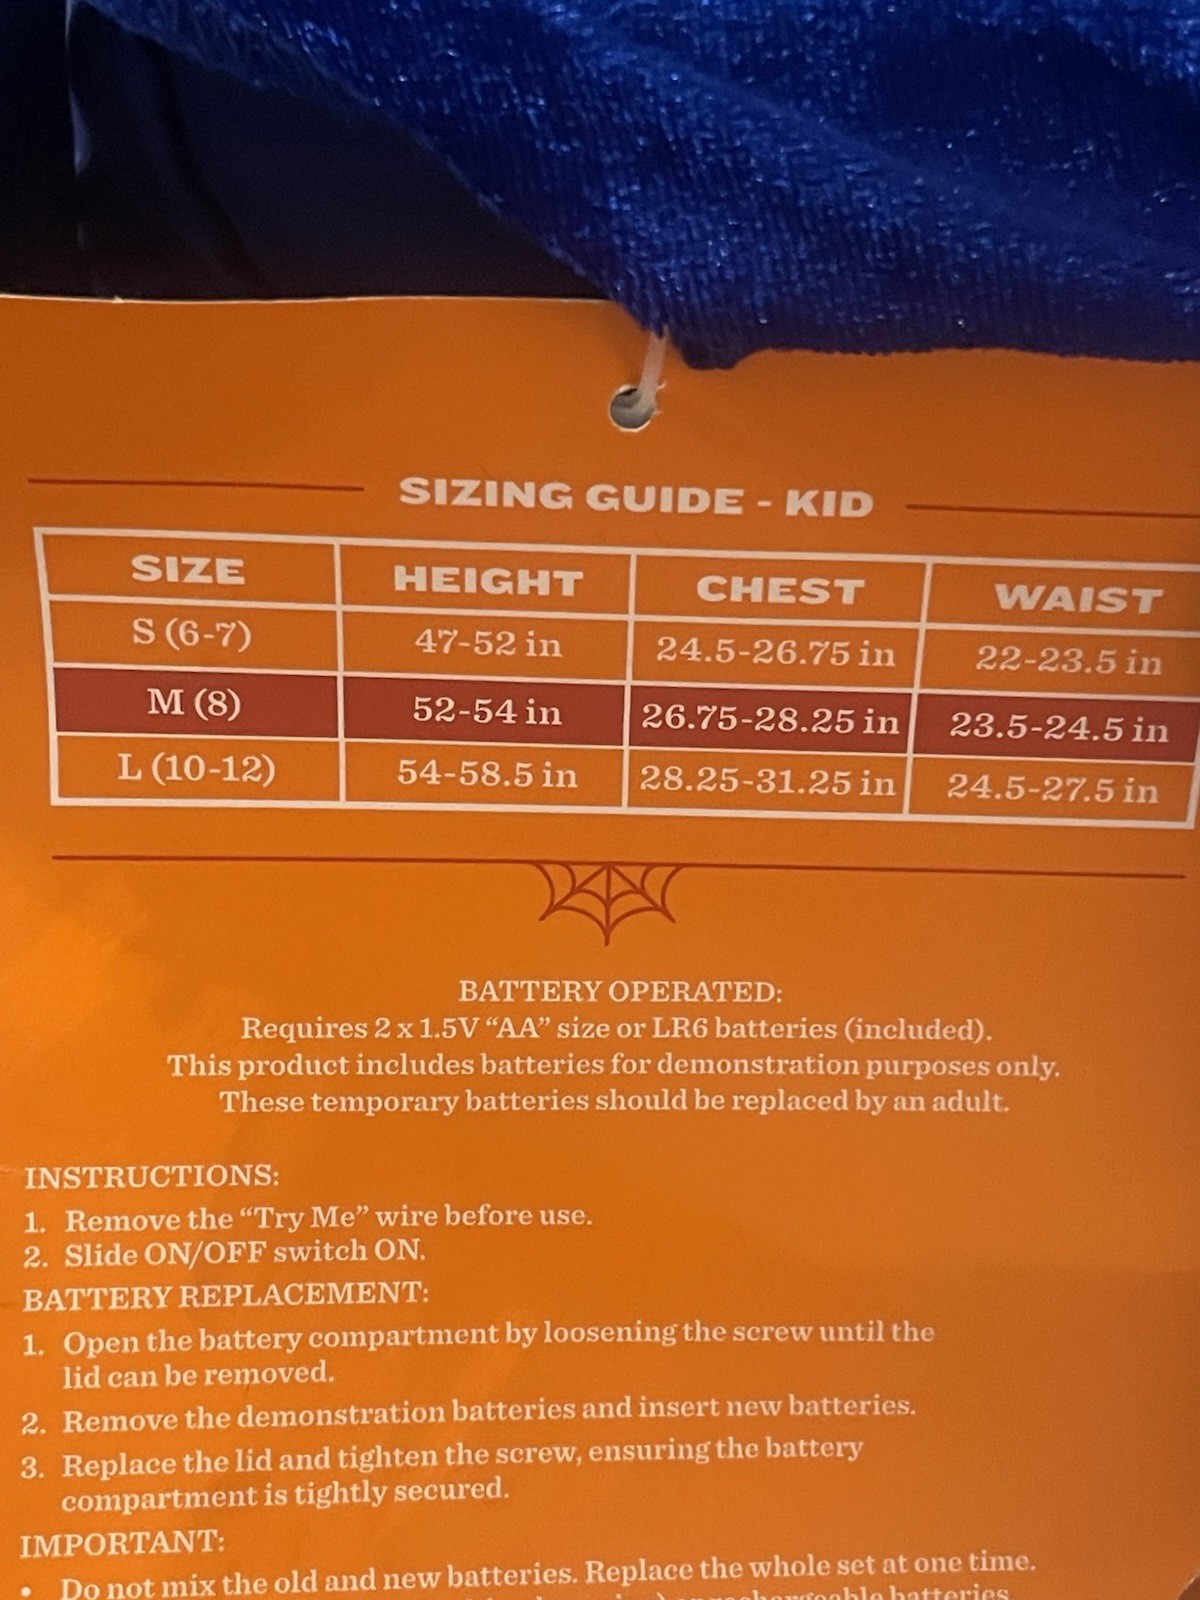 SIZING GUIDE - KID
SIZE HEIGHT CHEST WAIST
S (6-7) 47-52 in 24.5-26.75 in 22-23.5 in
M (8) 52-54 in 26.75-28.25 in 23.5-24.5 in
L (10-12) 54-58.5 in 28.25-31.25 in 24.5-27.5 in
BATTERY OPERATED:
Requires 2 x 1.5V “AA” size or LR6 batteries (included).
This product includes batteries for demonstration purposes only.
These temporary batteries should be replaced by an adult.
INSTRUCTIONS:
1. Remove the “Try Me” wire before use.
2. Slide ON/OFF switch ON.
BATTERY REPLACEMENT:
1. Open the battery compartment by loosening the screw until the
lid can be removed.
2. Remove the demonstration batteries and insert new batteries.
3. Replace the lid and tighten the screw, ensuring the battery
compartment is tightly secured.
IMPORTANT:
• Do not mix the old and new batteries. Replace the whole set at one time.
batteries